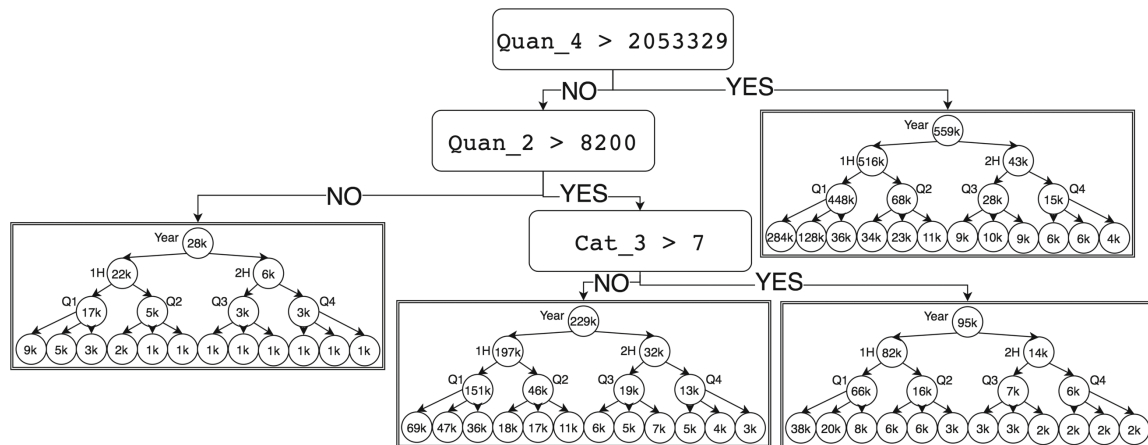 Quan_4 > 2053329
NO
YES
Quan_2 > 8200
NO
YES
Year 559k
1H 516k 2H 43k
Q1 448k Q2 68k Q3 28k Q4 15k
284k 128k 36k 34k 23k 11k 9k 10k 9k 6k 6k 4k
Cat_3 > 7
NO
YES
Year 28k
1H 22k 2H 6k
Q1 17k Q2 5k Q3 3k Q4 3k
9k 5k 3k 2k 1k 1k 1k 1k 1k 1k 1k 1k
Year 229k
1H 197k 2H 32k
Q1 151k Q2 46k Q3 19k Q4 13k
69k 47k 36k 18k 17k 11k 6k 5k 7k 5k 4k 3k
Year 95k
1H 82k 2H 14k
Q1 66k Q2 16k Q3 7k Q4 6k
38k 20k 8k 6k 6k 3k 3k 3k 2k 2k 2k 2k